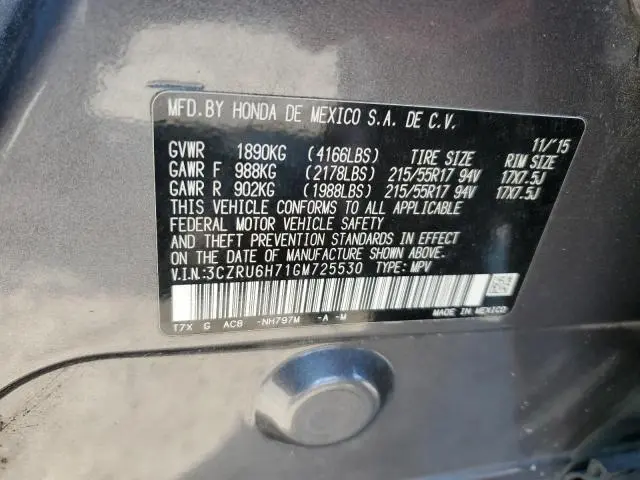 MFD.BY HONDA DE MEXICO S.A. DE C.V.
11/'15
GVWR 1890KG (4166LBS) TIRE SIZE RIM SIZE
GAWR F 988KG (2178LBS) 215/55R17 94V 17X7.5J
GAWR R 902KG (1988LBS) 215/55R17 94V 17X7.5J
THIS VEHICLE CONFORMS TO ALL APPLICABLE
FEDERAL MOTOR VEHICLE SAFETY
AND THEFT PREVENTION STANDARDS IN EFFECT
ON THE DATE OF MANUFACTURE SHOWN ABOVE.
V.I.N:3CZRU6H71GM725530 TYPE: MPV
T7X G AC8 -NH797M -A -M MADE IN MEXICO